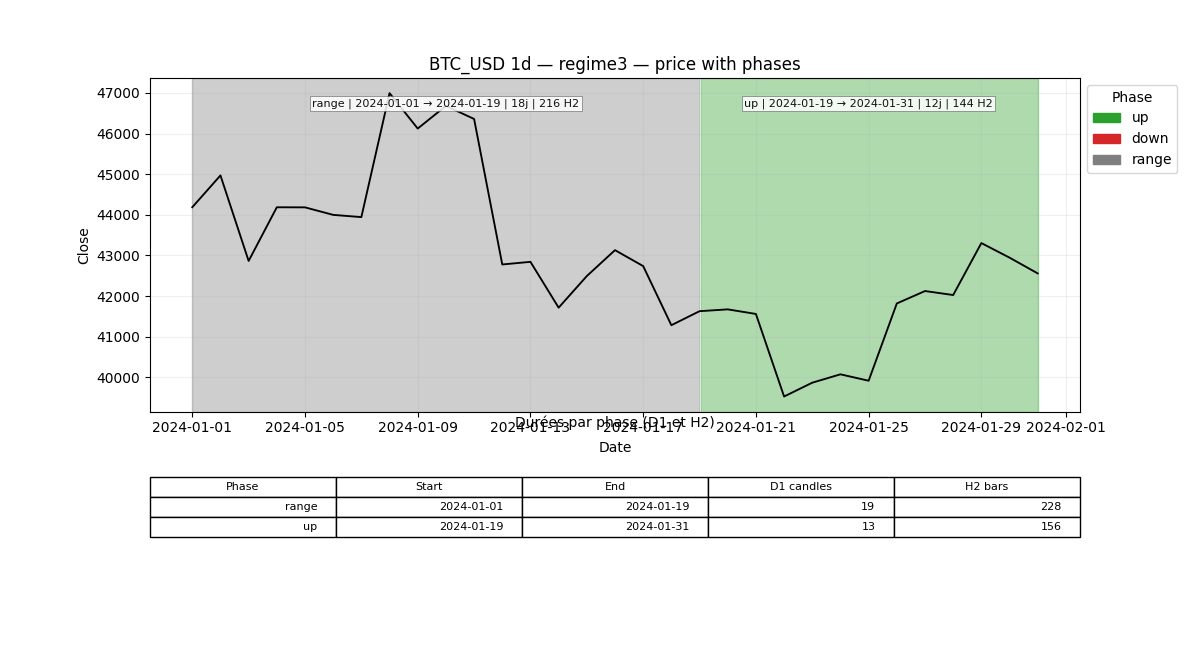 BTC_USD 1d — regime3 — price with phases
range | 2024-01-01 → 2024-01-19 | 18j | 216 H2
up | 2024-01-19 → 2024-01-31 | 12j | 144 H2
Phase
up
down
range
Close
47000
46000
45000
44000
43000
42000
41000
40000
2024-01-01 2024-01-05 2024-01-09 2024-01-13 2024-01-17 2024-01-21 2024-01-25 2024-01-29 2024-02-01
Durées par phase (D1 et H2)
Date
Phase Start End D1 candles H2 bars
range 2024-01-01 2024-01-19 19 228
up 2024-01-19 2024-01-31 13 156